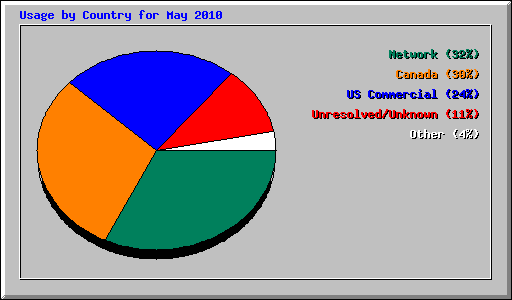 Usage by Country for May 2010
Network (32%)
Canada (30%)
US Commercial (24%)
Unresolved/Unknown (11%)
Other (4%)